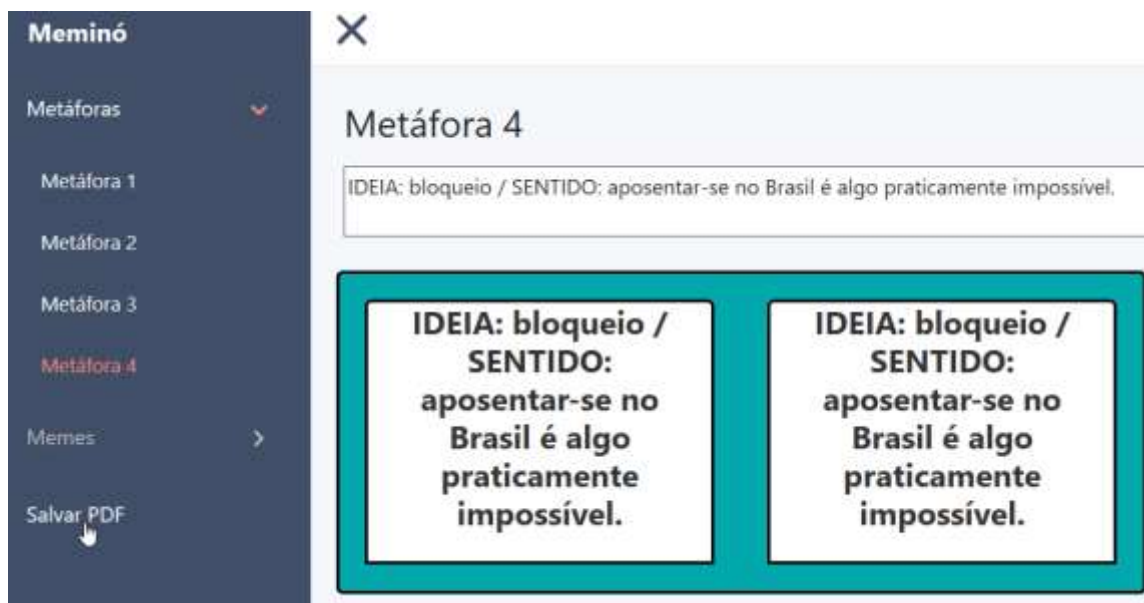 Meminó
Metáforas
Metáfora 1
Metáfora 2
Metáfora 3
Metáfora 4
Memes
Salvar PDF
Metáfora 4
IDEIA: bloqueio / SENTIDO: aposentar-se no Brasil é algo praticamente impossível.
IDEIA: bloqueio /
SENTIDO:
aposentar-se no
Brasil é algo
praticamente
impossível.
IDEIA: bloqueio /
SENTIDO:
aposentar-se no
Brasil é algo
praticamente
impossível.